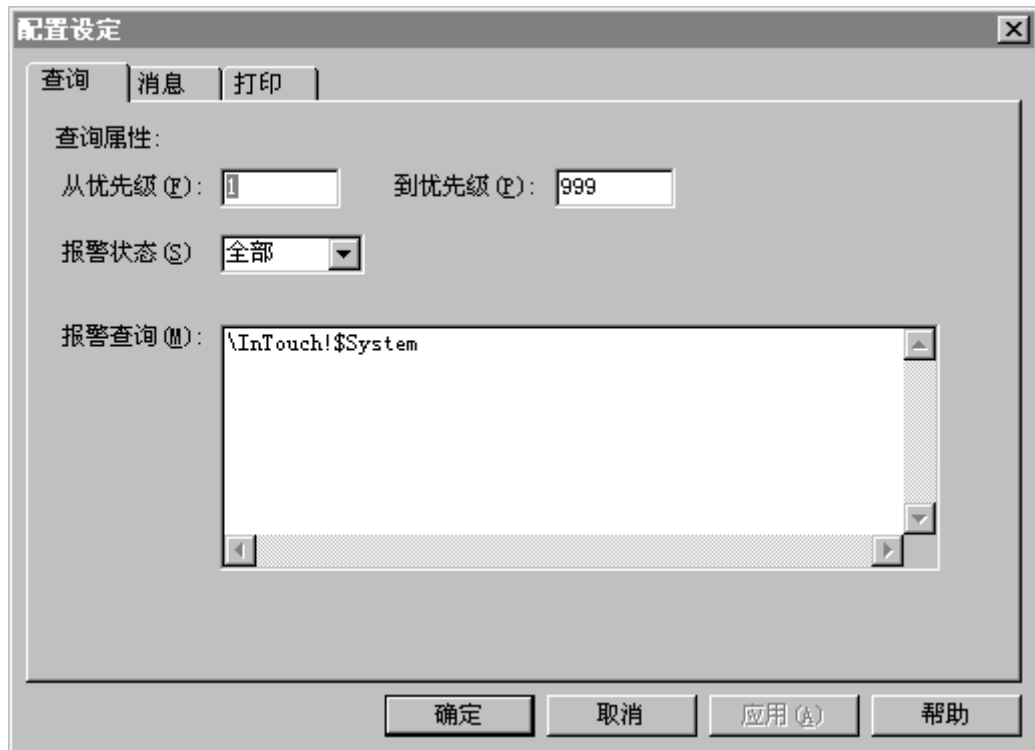 配置设定
查询 消息 打印
查询属性:
从优先级(F): 1 到优先级(P): 999
报警状态(S) 全部
报警查询(M): \InTouch!$System
确定 取消 应用(A) 帮助